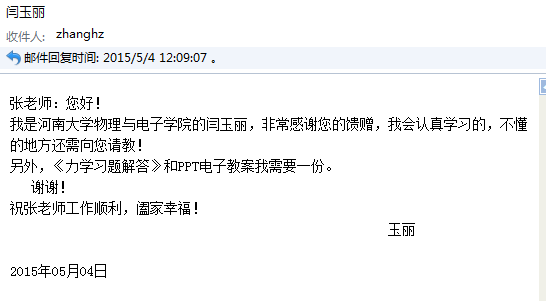 闫玉丽
收件人： zhanghz
邮件回复时间: 2015/5/4 12:09:07 。
张老师：您好！
我是河南大学物理与电子学院的闫玉丽，非常感谢您的馈赠，我会认真学习的，不懂
的地方还需向您请教！
另外，《力学习题解答》和PPT电子教案我需要一份。
谢谢！
祝张老师工作顺利，阖家幸福！
玉丽
2015年05月04日